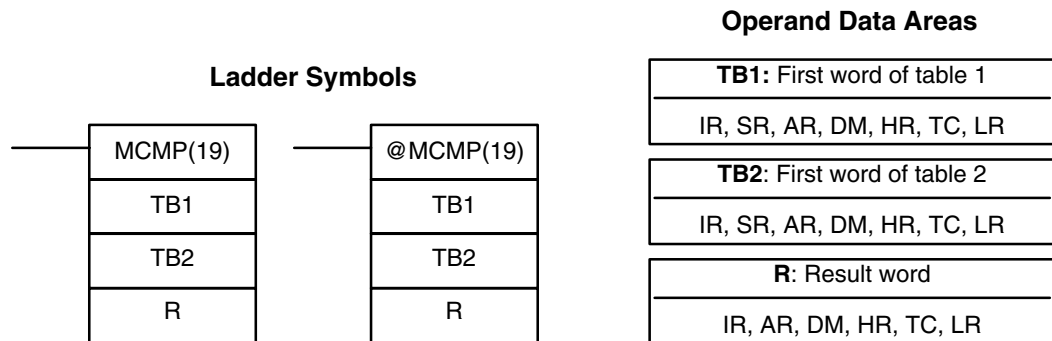 Ladder Symbols
MCMP(19)
TB1
TB2
R
@MCMP(19)
TB1
TB2
R
Operand Data Areas
TB1: First word of table 1
IR, SR, AR, DM, HR, TC, LR
TB2: First word of table 2
IR, SR, AR, DM, HR, TC, LR
R: Result word
IR, AR, DM, HR, TC, LR